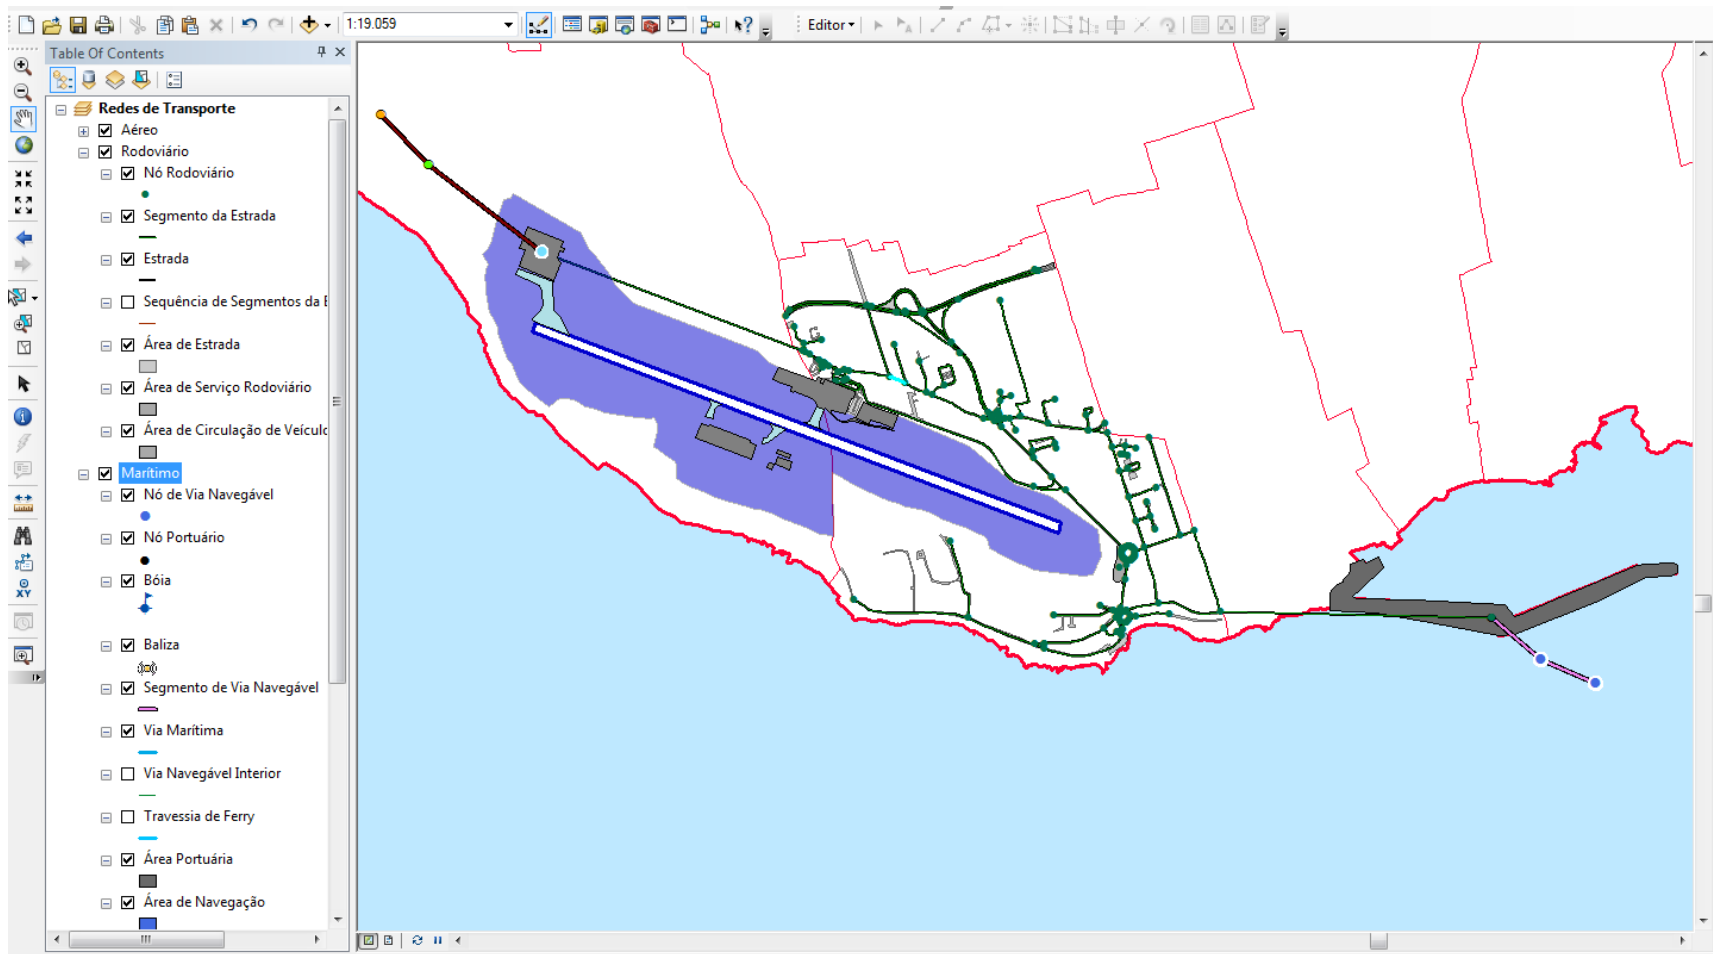 1:19.059
Editor
Table Of Contents
Redes de Transporte
Aéreo
Rodoviário
Nó Rodoviário
Segmento da Estrada
Estrada
Sequência de Segmentos da E
Área de Estrada
Área de Serviço Rodoviário
Área de Circulação de Veículo
Marítimo
Nó de Via Navegável
Nó Portuário
Bóia
Baliza
Segmento de Via Navegável
Via Marítima
Via Navegável Interior
Travessia de Ferry
Área Portuária
Área de Navegação
XY